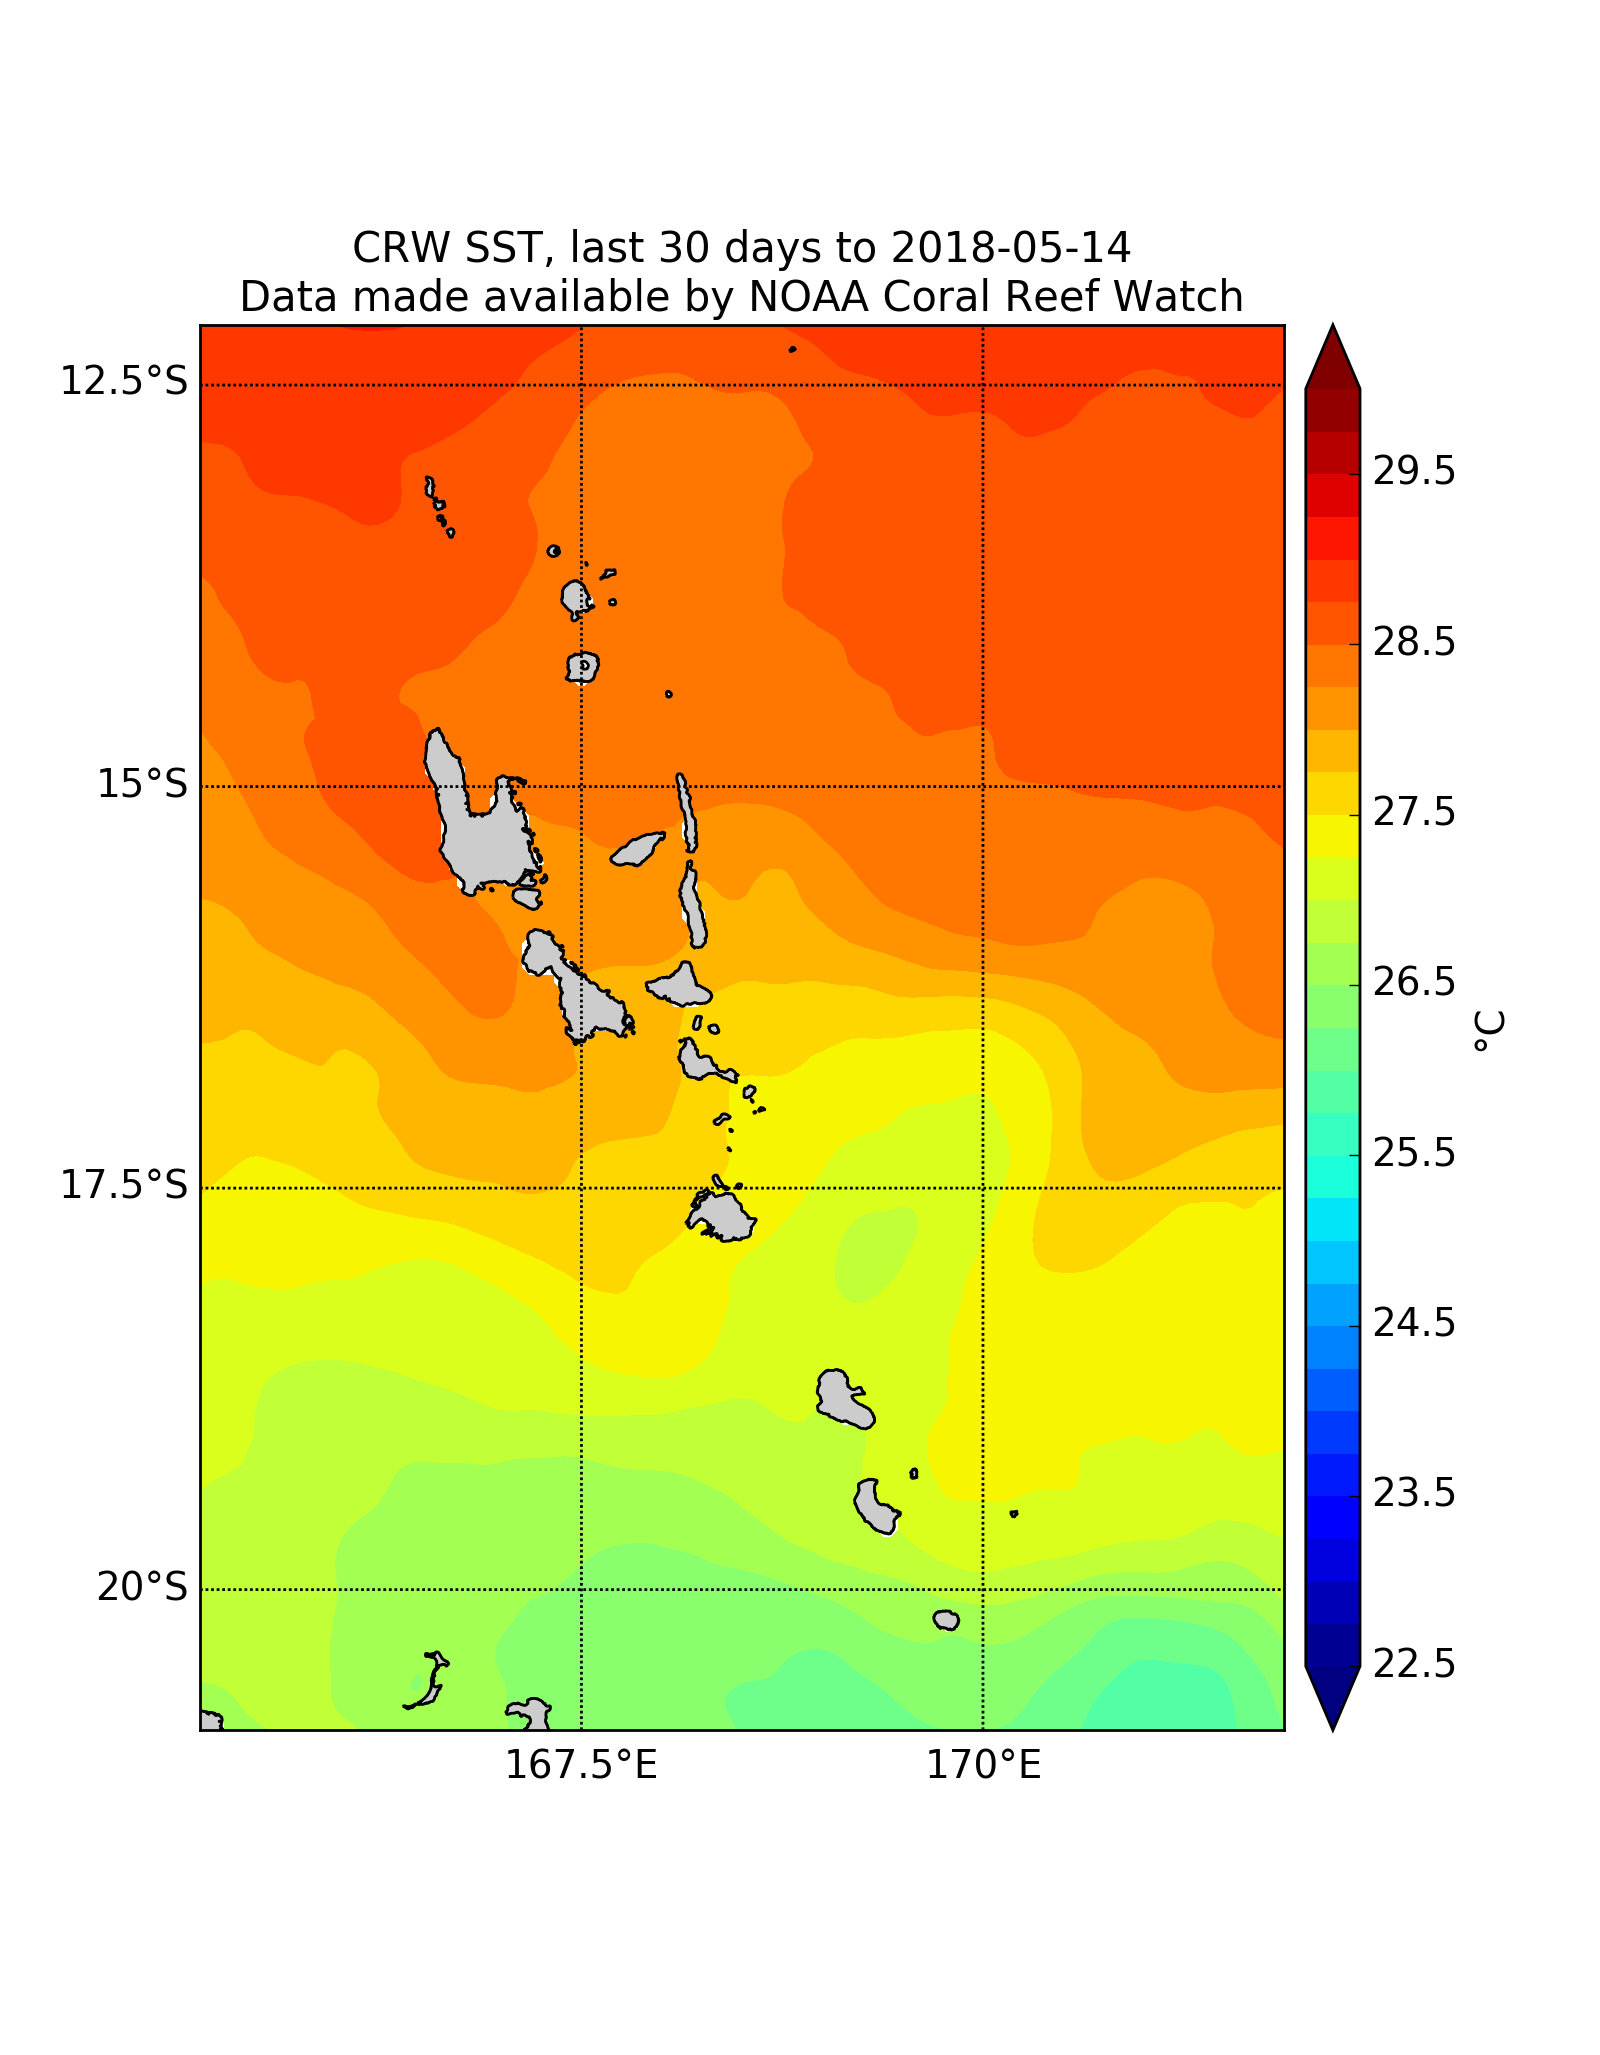 CRW SST, last 30 days to 2018-05-14
Data made available by NOAA Coral Reef Watch
12.5°S
15°S
17.5°S
20°S
167.5°E
170°E
29.5
28.5
27.5
26.5
25.5
24.5
23.5
22.5
°C